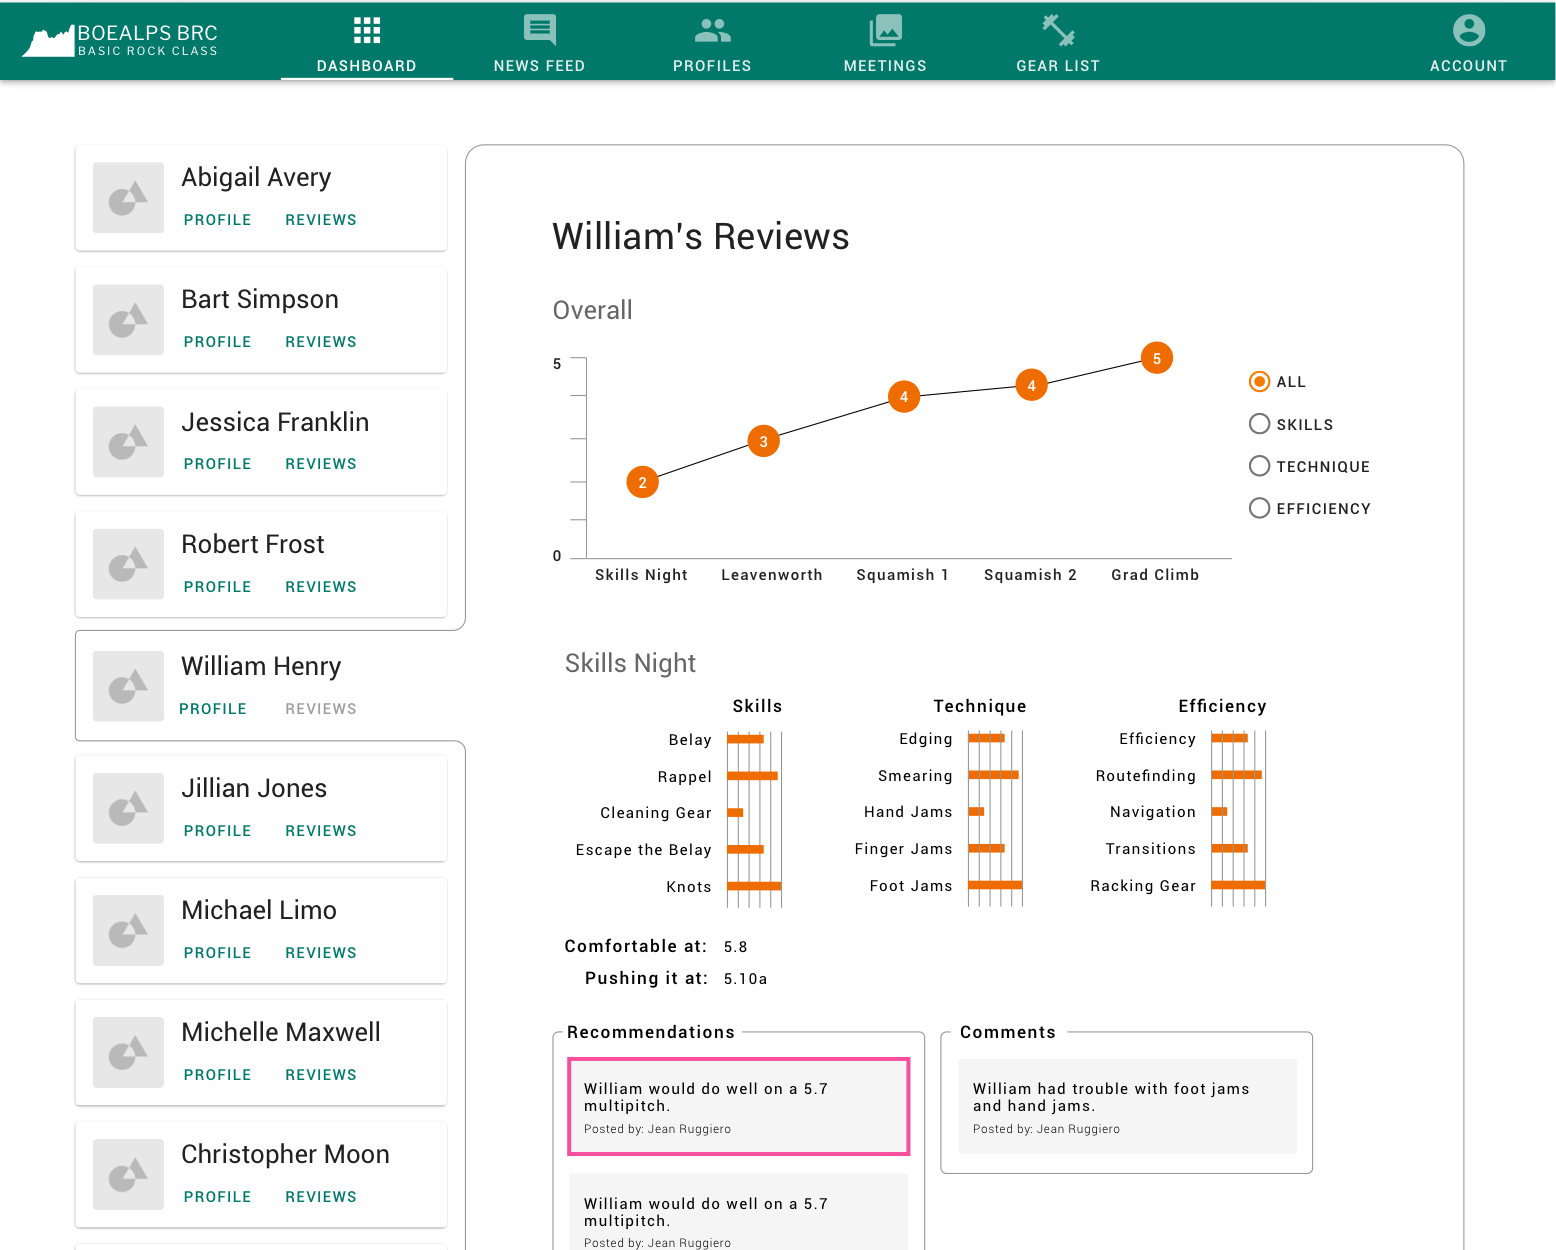 BOEALPS BRC
BASIC ROCK CLASS
DASHBOARD
NEWS FEED
PROFILES
MEETINGS
GEAR LIST
ACCOUNT
Abigail Avery
PROFILE REVIEWS
Bart Simpson
PROFILE REVIEWS
Jessica Franklin
PROFILE REVIEWS
Robert Frost
PROFILE REVIEWS
William Henry
PROFILE REVIEWS
Jillian Jones
PROFILE REVIEWS
Michael Limo
PROFILE REVIEWS
Michelle Maxwell
PROFILE REVIEWS
Christopher Moon
PROFILE REVIEWS
William's Reviews
Overall
5
0
2
3
4
4
5
Skills Night
Leavenworth
Squamish 1
Squamish 2
Grad Climb
ALL
SKILLS
TECHNIQUE
EFFICIENCY
Skills Night
Skills
Belay
Rappel
Cleaning Gear
Escape the Belay
Knots
Technique
Edging
Smearing
Hand Jams
Finger Jams
Foot Jams
Efficiency
Efficiency
Routefinding
Navigation
Transitions
Racking Gear
Comfortable at: 5.8
Pushing it at: 5.10a
Recommendations
William would do well on a 5.7
multipitch.
Posted by: Jean Ruggiero
William would do well on a 5.7
multipitch.
Posted by: Jean Ruggiero
Comments
William had trouble with foot jams
and hand jams.
Posted by: Jean Ruggiero